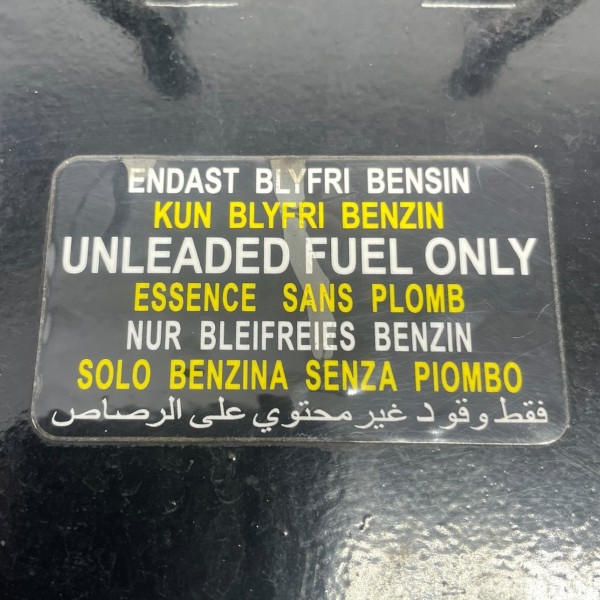 ENDAST BLYFRI BENSIN
KUN BLYFRI BENZIN
UNLEADED FUEL ONLY
ESSENCE SANS PLOMB
NUR BLEIFREIES BENZIN
SOLO BENZINA SENZA PIOMBO
فقط وقود غير محتوي على الرصاص